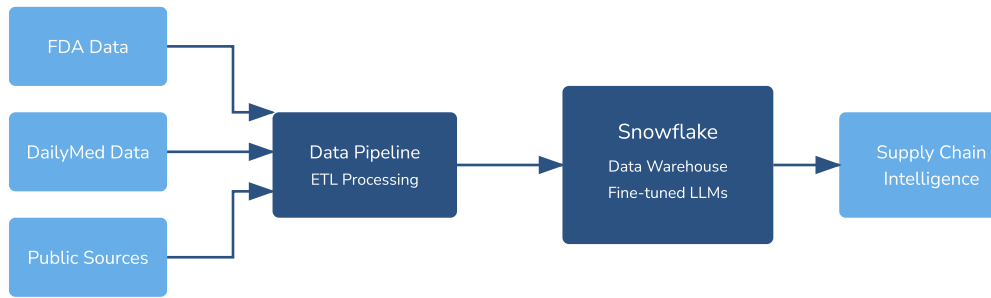 FDA Data
DailyMed Data
Public Sources
Data Pipeline
ETL Processing
Snowflake
Data Warehouse
Fine-tuned LLMs
Supply Chain
Intelligence